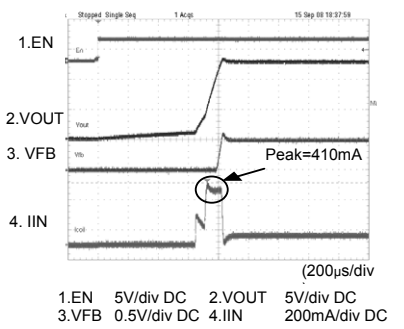 Stopped Single Seq 1 Acqs 15 Sep 08 18:37:59
1.EN
En
2.VOUT
Vout
3. VFB
Vfb
Peak=410mA
4. IIN
Icoil
(200µs/div
1.EN 5V/div DC 2.VOUT 5V/div DC
3.VFB 0.5V/div DC 4.IIN 200mA/div DC